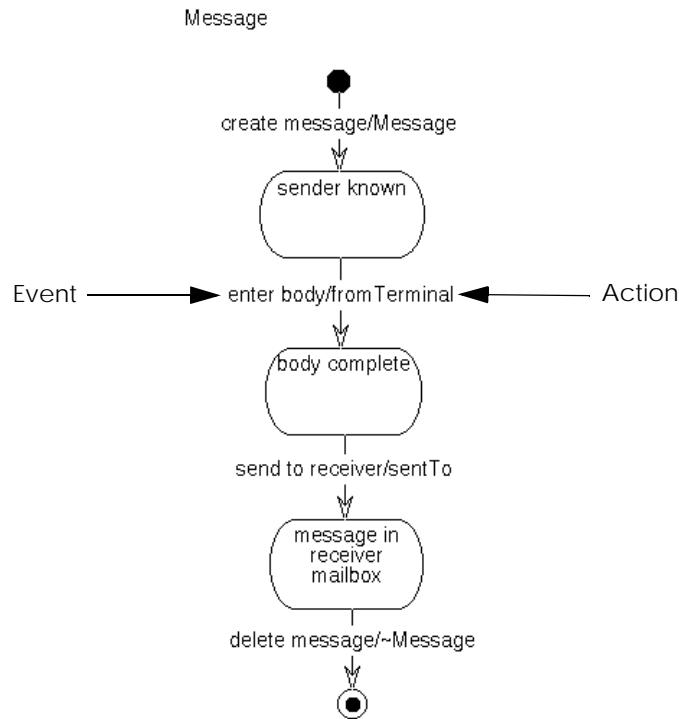 Message
create message/Message
sender known
Event
enter body/fromTerminal
Action
body complete
send to receiver/sentTo
message in
receiver
mailbox
delete message/~Message